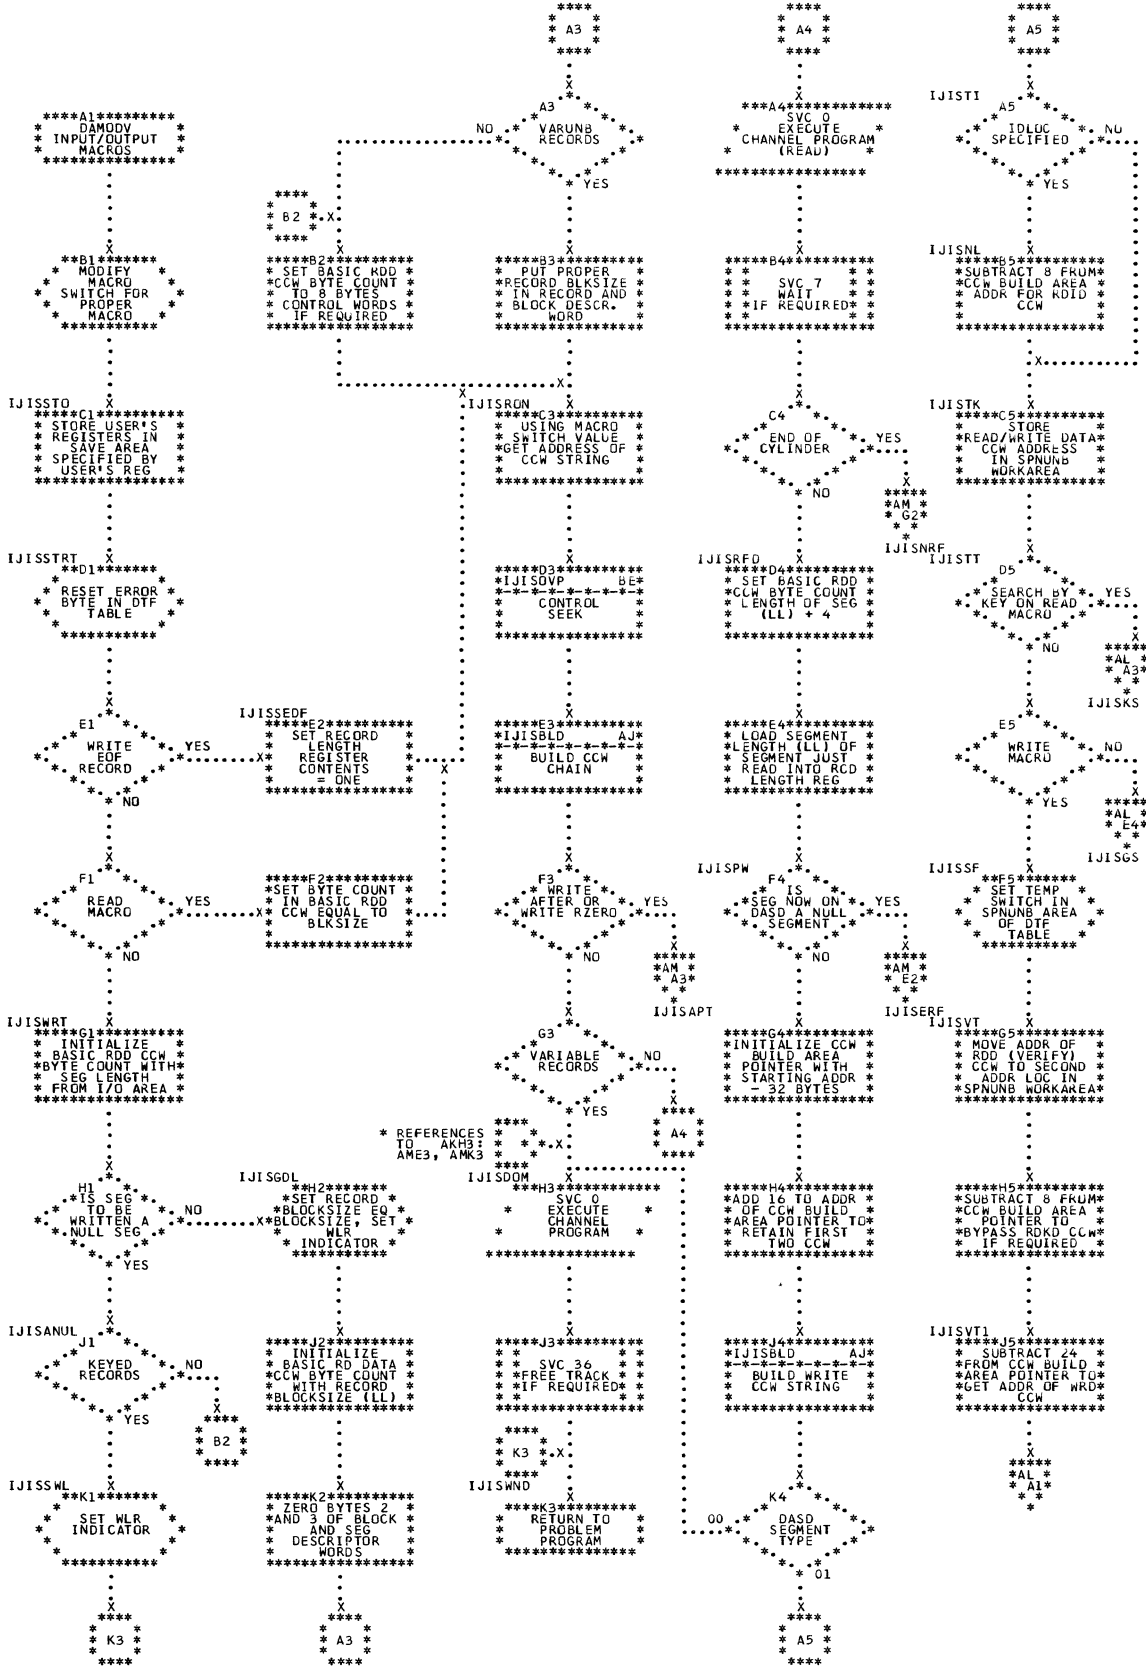 A3
A4
A5
A1
DAMODV
INPUT/OUTPUT
MACROS
A3
NO
VARUNB
RECORDS
YES
A4
SVC 0
EXECUTE
CHANNEL PROGRAM
(READ)
IJISTI
A5
IDLOC
SPECIFIED
NO
YES
B2
B1
MODIFY
MACRO
SWITCH FOR
PROPER
MACRO
B2
SET BASIC RDD
CCW BYTE COUNT
TO 8 BYTES
CONTROL WORDS
IF REQUIRED
B3
PUT PROPER
RECORD BLKSIZE
IN RECORD AND
BLOCK DESCR.
WORD
B4
SVC 7
WAIT
IF REQUIRED
IJISNL
B5
SUBTRACT 8 FROM
CCW BUILD AREA
ADDR FOR RDID
CCW
IJISSTO
C1
STORE USER'S
REGISTERS IN
SAVE AREA
SPECIFIED BY
USER'S REG
IJISRON
C3
USING MACRO
SWITCH VALUE
GET ADDRESS OF
CCW STRING
C4
END OF
CYLINDER
YES
NO
AM
G2
IJISNRF
IJISTK
C5
STORE
READ/WRITE DATA
CCW ADDRESS
IN SPNUNB
WORKAREA
IJISSTRT
D1
RESET ERROR
BYTE IN DTF
TABLE
D3
IJISOVP BE
CONTROL
SEEK
IJISRFD
D4
SET BASIC RDD
CCW BYTE COUNT
LENGTH OF SEG
(LL) + 4
IJISTT
D5
SEARCH BY
KEY ON READ
MACRO
YES
NO
AL
A3
IJISKS
E1
WRITE
EOF
RECORD
YES
NO
IJISSEDF
E2
SET RECORD
LENGTH
REGISTER
CONTENTS
= ONE
E3
IJISBLD AJ
BUILD CCW
CHAIN
E4
LOAD SEGMENT
LENGTH (LL) OF
SEGMENT JUST
READ INTO RCD
LENGTH REG
E5
WRITE
MACRO
NO
YES
AL
E4
IJISGS
F1
READ
MACRO
YES
NO
F2
SET BYTE COUNT
IN BASIC RDD
CCW EQUAL TO
BLKSIZE
F3
WRITE
AFTER OR
WRITE RZERO
YES
NO
AM
A3
IJISAPT
IJISPW
F4
IS
SEG NOW ON
DASD A NULL
SEGMENT
YES
NO
AM
E2
IJISERF
IJISSF
F5
SET TEMP
SWITCH IN
SPNUNB AREA
OF DTF
TABLE
IJISWRT
G1
INITIALIZE
BASIC RDD CCW
BYTE COUNT WITH
SEG LENGTH
FROM I/O AREA
G3
VARIABLE
RECORDS
NO
YES
A4
G4
INITIALIZE CCW
BUILD AREA
POINTER WITH
STARTING ADDR
- 32 BYTES
IJISVT
G5
MOVE ADDR OF
RDD (VERIFY)
CCW TO SECOND
ADDR LOC IN
SPNUNB WORKAREA
* REFERENCES
TO AKH3:
AME3, AMK3
H1
IS SEG
TO BE
WRITTEN A
NULL SEG
NO
YES
IJISGDL
H2
SET RECORD
BLOCKSIZE EQ
BLOCKSIZE, SET
WLR
INDICATOR
IJISDOM
H3
SVC 0
EXECUTE
CHANNEL
PROGRAM
H4
ADD 16 TO ADDR
OF CCW BUILD
AREA POINTER TO
RETAIN FIRST
TWO CCW
H5
SUBTRACT 8 FROM
CCW BUILD AREA
POINTER TO
BYPASS RDKD CCW
IF REQUIRED
IJISANUL
J1
KEYED
RECORDS
NO
YES
B2
J2
INITIALIZE
BASIC RD DATA
CCW BYTE COUNT
WITH RECORD
BLOCKSIZE (LL)
J3
SVC 36
FREE TRACK
IF REQUIRED
J4
IJISBLD AJ
BUILD WRITE
CCW STRING
IJISVT1
J5
SUBTRACT 24
FROM CCW BUILD
AREA POINTER TO
GET ADDR OF WRD
CCW
K3
AL
A1
IJISSWL
K1
SET WLR
INDICATOR
K2
ZERO BYTES 2
AND 3 OF BLOCK
AND SEG
DESCRIPTOR
WORDS
IJISWND
K3
RETURN TO
PROBLEM
PROGRAM
00
K4
DASD
SEGMENT
TYPE
01
K3
A3
A5